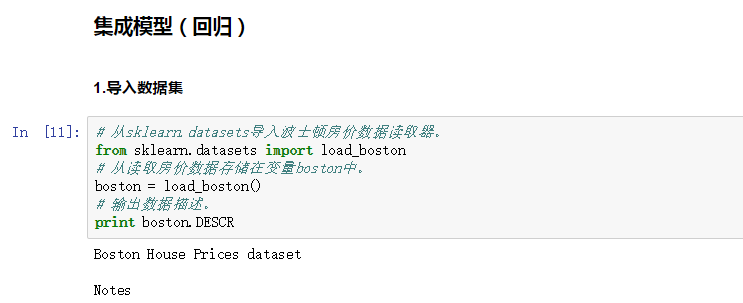 集成模型（回归）
1.导入数据集
In [11]:
# 从sklearn.datasets导入波士顿房价数据读取器。
from sklearn.datasets import load_boston
# 从读取房价数据存储在变量boston中。
boston = load_boston()
# 输出数据描述。
print boston.DESCR
Boston House Prices dataset
Notes